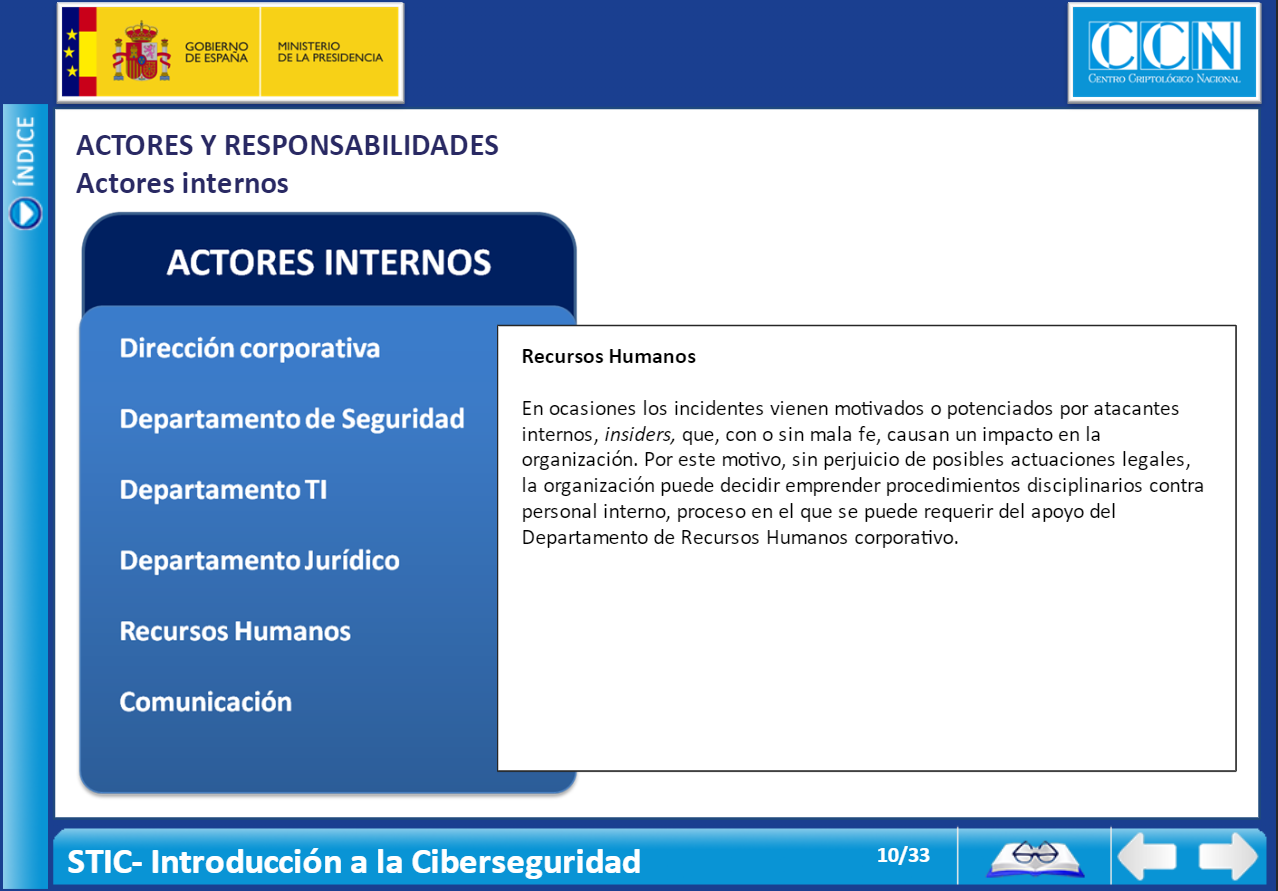 GOBIERNO
DE ESPAÑA
MINISTERIO
DE LA PRESIDENCIA
CCN
CENTRO CRIPTOLÓGICO NACIONAL
ÍNDICE
ACTORES Y RESPONSABILIDADES
Actores internos
ACTORES INTERNOS
Dirección corporativa
Departamento de Seguridad
Departamento TI
Departamento Jurídico
Recursos Humanos
Comunicación
Recursos Humanos
En ocasiones los incidentes vienen motivados o potenciados por atacantes
internos, insiders, que, con o sin mala fe, causan un impacto en la
organización. Por este motivo, sin perjuicio de posibles actuaciones legales,
la organización puede decidir emprender procedimientos disciplinarios contra
personal interno, proceso en el que se puede requerir del apoyo del
Departamento de Recursos Humanos corporativo.
STIC- Introducción a la Ciberseguridad
10/33